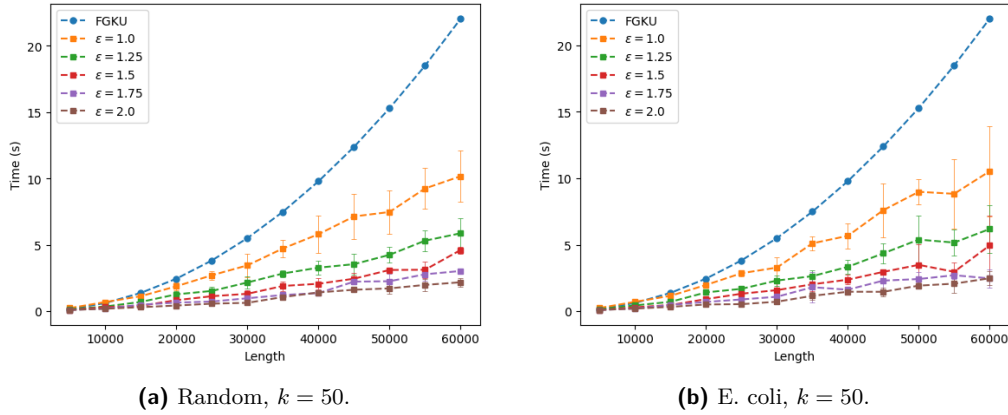 FGKU
ε = 1.0
ε = 1.25
ε = 1.5
ε = 1.75
ε = 2.0
20
15
10
5
0
Time (s)
10000 20000 30000 40000 50000 60000
Length
(a) Random, k = 50.
FGKU
ε = 1.0
ε = 1.25
ε = 1.5
ε = 1.75
ε = 2.0
20
15
10
5
0
Time (s)
10000 20000 30000 40000 50000 60000
Length
(b) E. coli, k = 50.